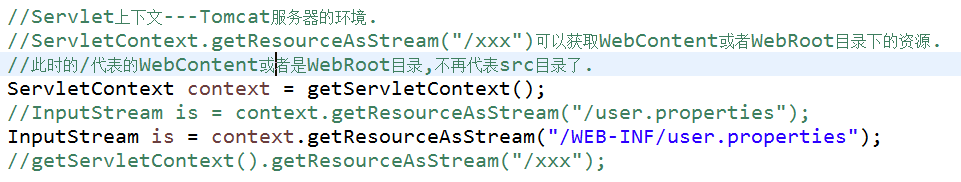 //Servlet上下文---Tomcat服务器的环境.
//ServletContext.getResourceAsStream("/xxx")可以获取WebContent或者WebRoot目录下的资源.
//此时的/代表的WebContent或者是WebRoot目录,不再代表src目录了.
ServletContext context = getServletContext();
//InputStream is = context.getResourceAsStream("/user.properties");
InputStream is = context.getResourceAsStream("/WEB-INF/user.properties");
//getServletContext().getResourceAsStream("/xxx");